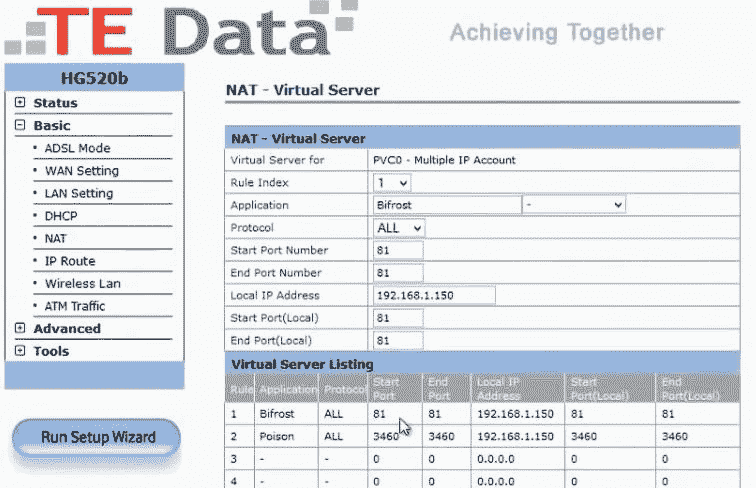 TE Data
Achieving Together
HG520b
Status
Basic
ADSL Mode
WAN Setting
LAN Setting
DHCP
NAT
IP Route
Wireless Lan
ATM Traffic
Advanced
Tools
Run Setup Wizard
NAT - Virtual Server
NAT - Virtual Server
Virtual Server for PVC0 - Multiple IP Account
Rule Index 1
Application Bifrost -
Protocol ALL
Start Port Number 81
End Port Number 81
Local IP Address 192.168.1.150
Start Port(Local) 81
End Port(Local) 81
Virtual Server Listing
Rule Application Protocol Start Port End Port Local IP Address Start Port(Local) End Port(Local)
1 Bifrost ALL 81 81 192.168.1.150 81 81
2 Poison ALL 3460 3460 192.168.1.150 3460 3460
3 - - 0 0 0.0.0.0 0 0
4 - - 0 0 0.0.0.0 0 0